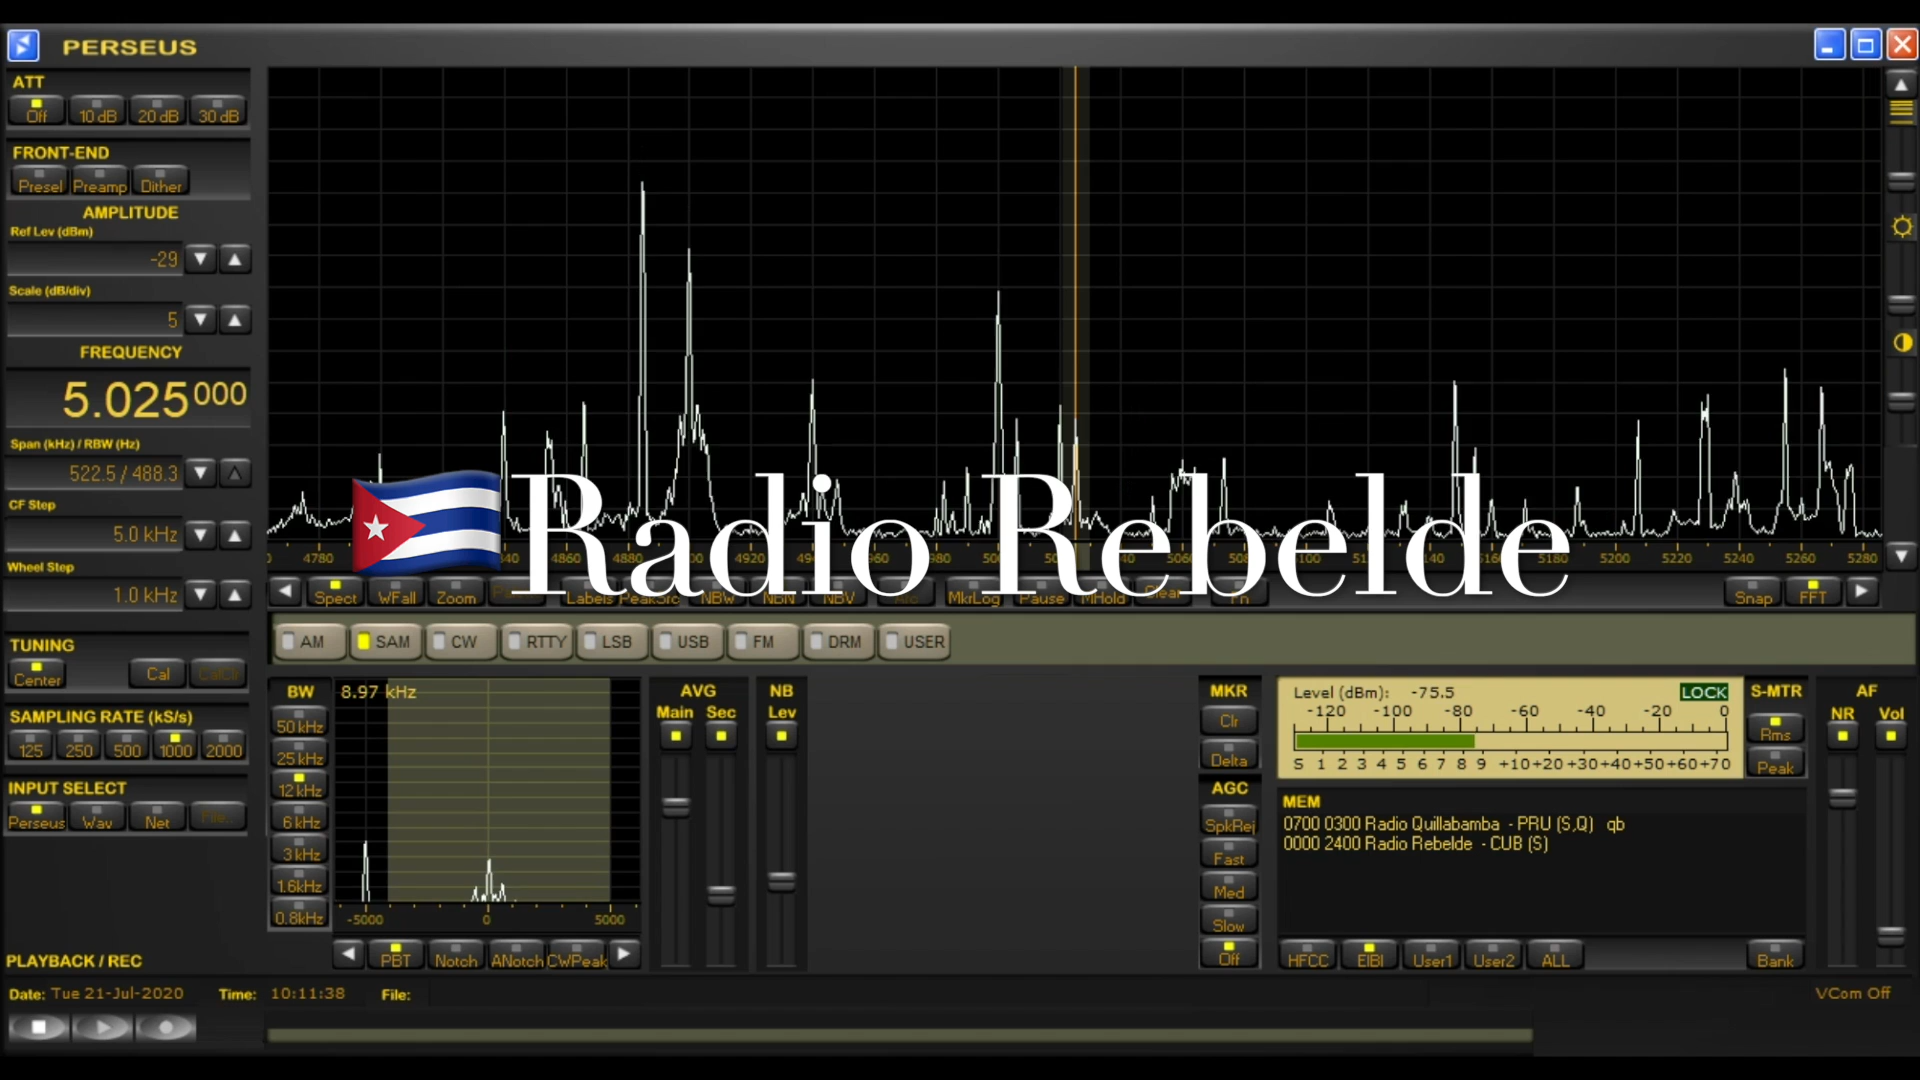 PERSEUS
ATT
Off 10 dB 20 dB 30 dB
FRONT-END
Presel Preamp Dither
AMPLITUDE
Ref Lev (dBm)
-29
Scale (dB/div)
5
FREQUENCY
5.025000
Span (kHz) / RBW (Hz)
522.5 / 488.3
CF Step
5.0 kHz
Wheel Step
1.0 kHz
Radio Rebelde
4780 4860 4880 4920 5180 5200 5220 5240 5260 5280
Spect WFall Zoom Labels PeakSrc NBW NBN NBV MkrLog Pause MHold Clear Fn Snap FFT
TUNING
Center Cal CalClr
SAMPLING RATE (kS/s)
125 250 500 1000 2000
INPUT SELECT
Perseus Wav Net File..
AM SAM CW RTTY LSB USB FM DRM USER
BW
50 kHz
25 kHz
12 kHz
6 kHz
3 kHz
1.6kHz
0.8kHz
8.97 kHz
-5000 0 5000
PBT Notch ANotch CWPeak
AVG
Main Sec
NB
Lev
MKR
Clr
Delta
AGC
SpkRej
Fast
Med
Slow
Off
Level (dBm): -75.5 LOCK
-120 -100 -80 -60 -40 -20 0
S 1 2 3 4 5 6 7 8 9 +10 +20 +30 +40 +50 +60 +70
S-MTR
Rms
Peak
AF
NR Vol
MEM
0700 0300 Radio Quillabamba - PRU (S,Q) qb
0000 2400 Radio Rebelde - CUB (S)
HFCC EIBI User1 User2 ALL Bank
PLAYBACK / REC
Date: Tue 21-Jul-2020 Time: 10:11:38 File:
VCom Off